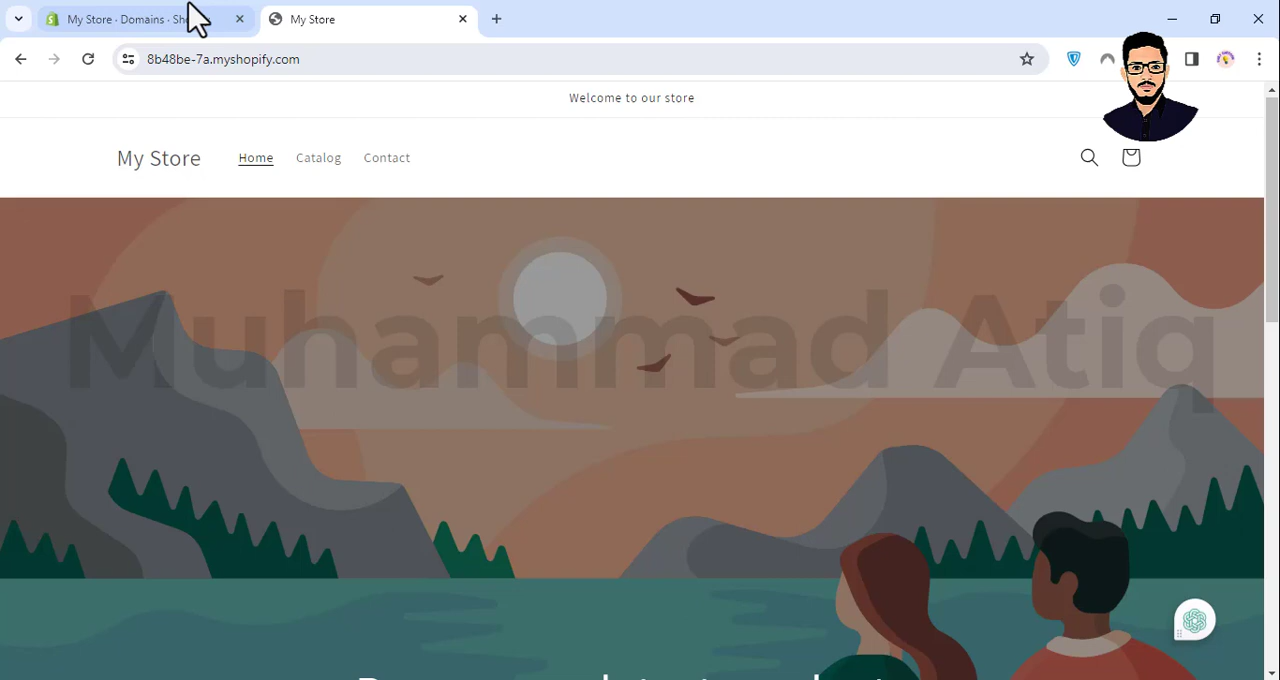 My Store · Domains · Sh
My Store
8b48be-7a.myshopify.com
Welcome to our store
My Store
Home
Catalog
Contact
Muhammad Atiq